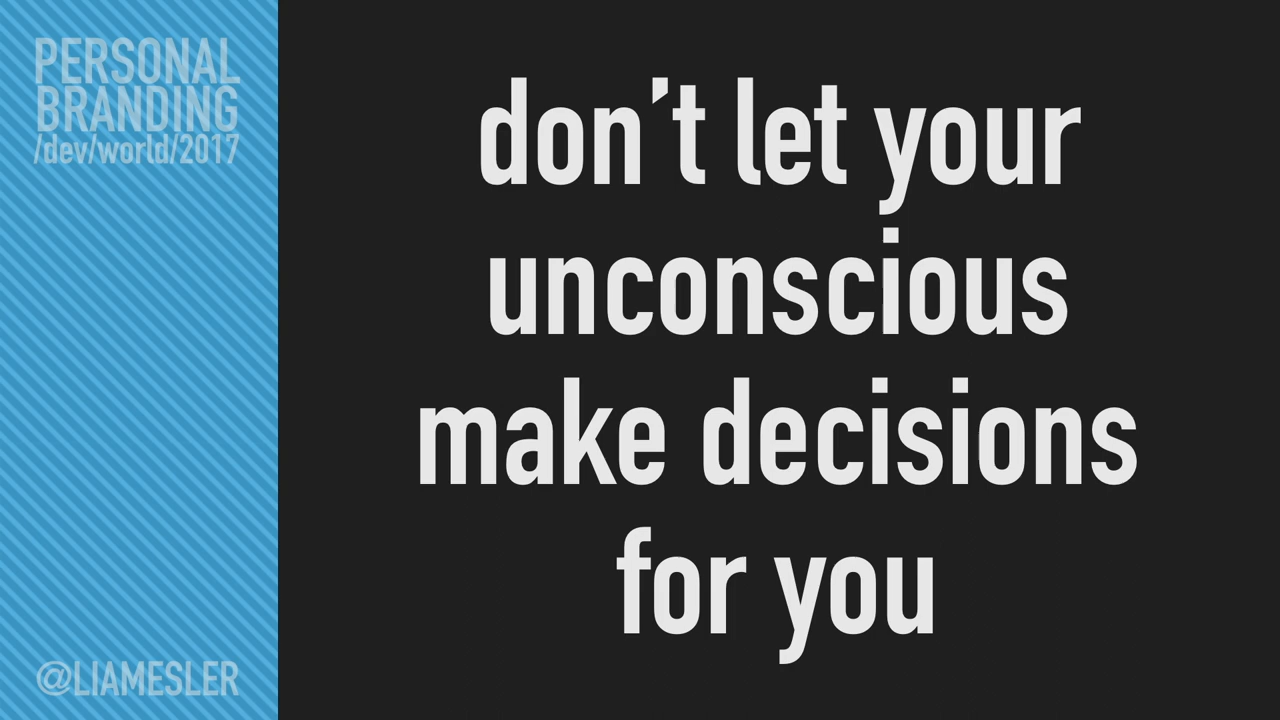 PERSONAL
BRANDING
/dev/world/2017
don’t let your
unconscious
make decisions
for you
@LIAMESLER